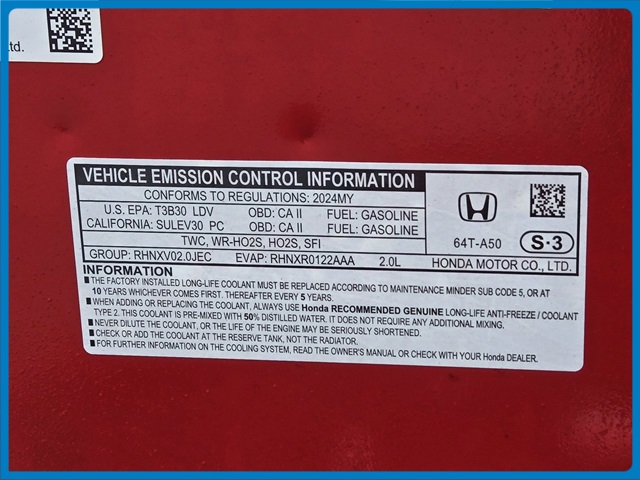 Ltd.
VEHICLE EMISSION CONTROL INFORMATION
CONFORMS TO REGULATIONS: 2024MY
U.S. EPA: T3B30 LDV OBD: CA II FUEL: GASOLINE
CALIFORNIA: SULEV30 PC OBD: CA II FUEL: GASOLINE
TWC, WR-HO2S, HO2S, SFI
GROUP: RHNXV02.0JEC EVAP: RHNXR0122AAA 2.0L
64T-A50 S·3
HONDA MOTOR CO., LTD.
INFORMATION
■ THE FACTORY INSTALLED LONG-LIFE COOLANT MUST BE REPLACED ACCORDING TO MAINTENANCE MINDER SUB CODE 5, OR AT
10 YEARS WHICHEVER COMES FIRST. THEREAFTER EVERY 5 YEARS.
■ WHEN ADDING OR REPLACING THE COOLANT, ALWAYS USE Honda RECOMMENDED GENUINE LONG-LIFE ANTI-FREEZE / COOLANT
TYPE 2. THIS COOLANT IS PRE-MIXED WITH 50% DISTILLED WATER. IT DOES NOT REQUIRE ANY ADDITIONAL MIXING.
■ NEVER DILUTE THE COOLANT, OR THE LIFE OF THE ENGINE MAY BE SERIOUSLY SHORTENED.
■ CHECK OR ADD THE COOLANT AT THE RESERVE TANK, NOT THE RADIATOR.
■ FOR FURTHER INFORMATION ON THE COOLING SYSTEM, READ THE OWNER'S MANUAL OR CHECK WITH YOUR Honda DEALER.